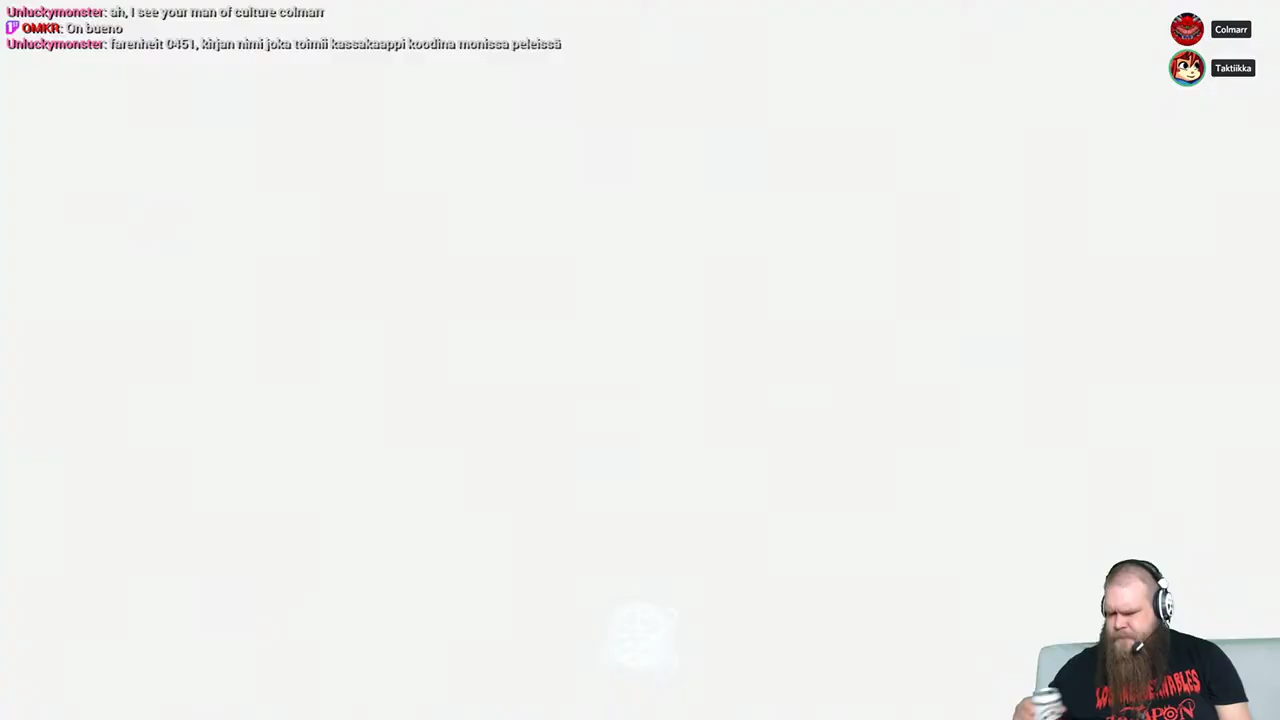 Unluckymonster: ah, I see your man of culture colmarr
OMKR: On bueno
Unluckymonster: farenheit 0451, kirjan nimi joka toimii kassakaappi koodina monissa peleissä
Colmarr
Taktiikka